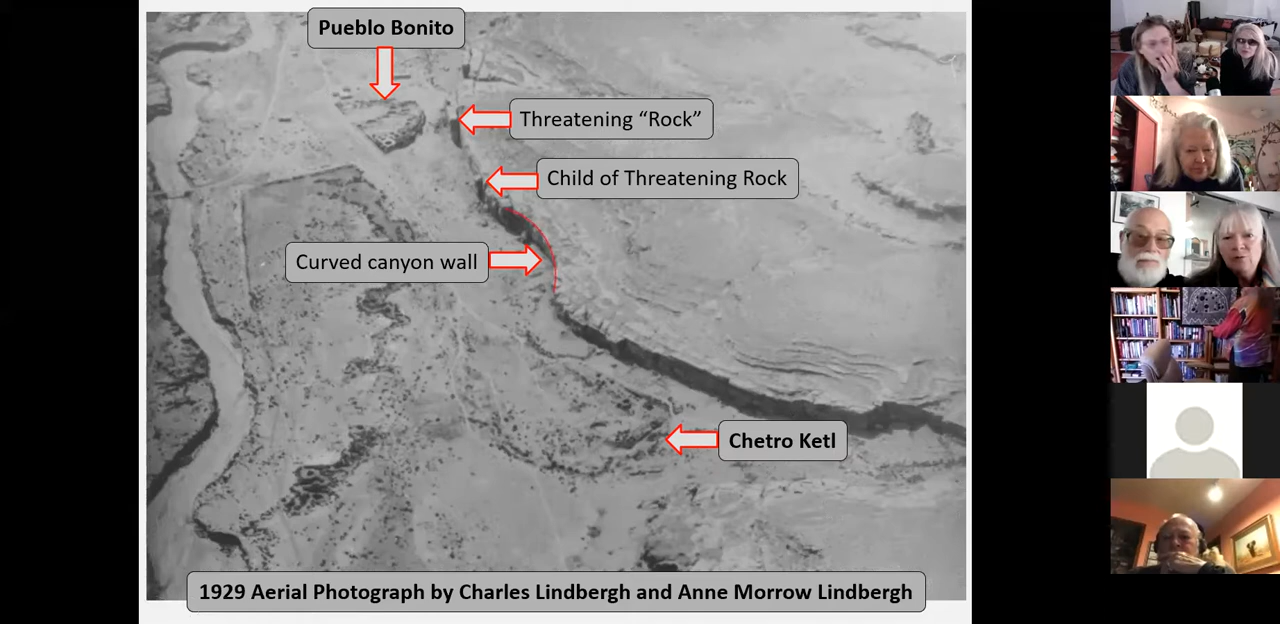 Pueblo Bonito
Threatening “Rock”
Child of Threatening Rock
Curved canyon wall
Chetro Ketl
1929 Aerial Photograph by Charles Lindbergh and Anne Morrow Lindbergh